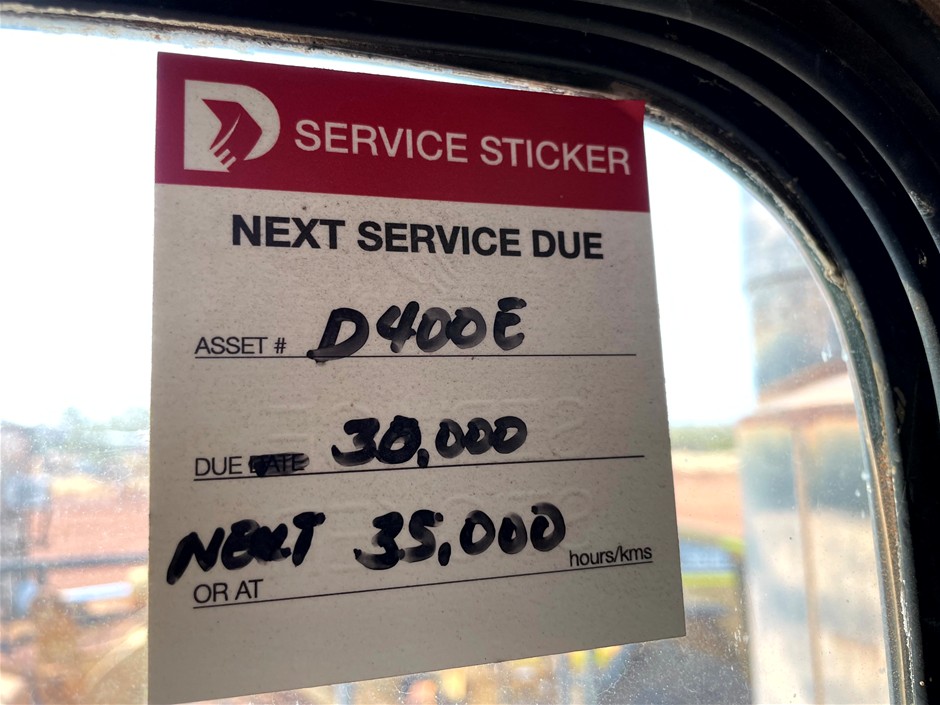 SERVICE STICKER
NEXT SERVICE DUE
ASSET # D400E
DUE DATE 30,000
NEXT 35,000 hours/kms
OR AT